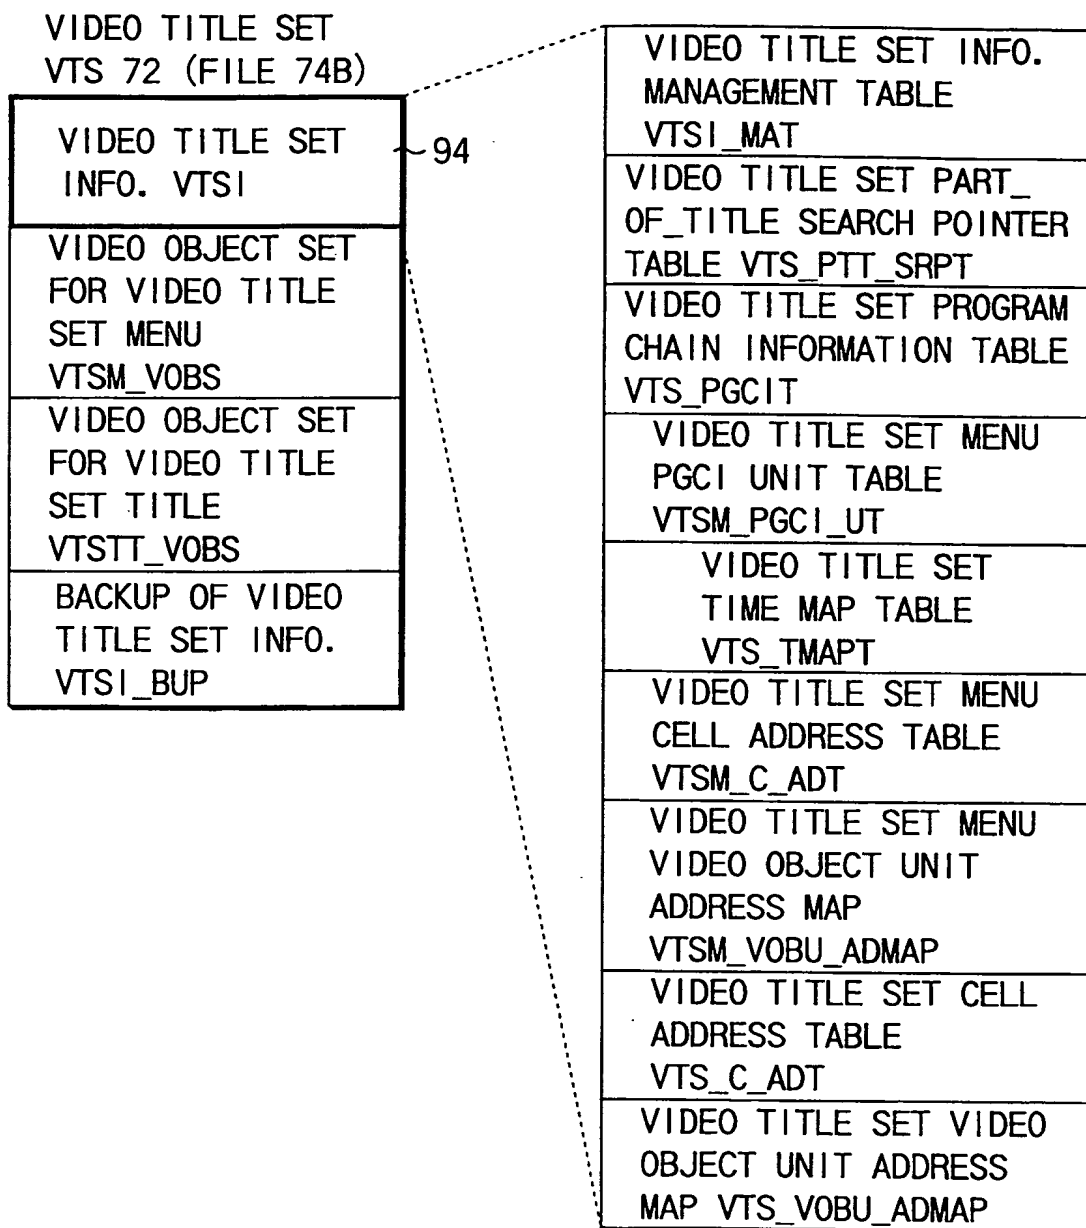 VIDEO TITLE SET
VTS 72 (FILE 74B)
VIDEO TITLE SET
INFO. VTSI
94
VIDEO OBJECT SET
FOR VIDEO TITLE
SET MENU
VTSM_VOBS
VIDEO OBJECT SET
FOR VIDEO TITLE
SET TITLE
VTSTT_VOBS
BACKUP OF VIDEO
TITLE SET INFO.
VTSI_BUP
VIDEO TITLE SET INFO.
MANAGEMENT TABLE
VTSI_MAT
VIDEO TITLE SET PART_
OF_TITLE SEARCH POINTER
TABLE VTS_PTT_SRPT
VIDEO TITLE SET PROGRAM
CHAIN INFORMATION TABLE
VTS_PGCIT
VIDEO TITLE SET MENU
PGCI UNIT TABLE
VTSM_PGCI_UT
VIDEO TITLE SET
TIME MAP TABLE
VTS_TMAPT
VIDEO TITLE SET MENU
CELL ADDRESS TABLE
VTSM_C_ADT
VIDEO TITLE SET MENU
VIDEO OBJECT UNIT
ADDRESS MAP
VTSM_VOBU_ADMAP
VIDEO TITLE SET CELL
ADDRESS TABLE
VTS_C_ADT
VIDEO TITLE SET VIDEO
OBJECT UNIT ADDRESS
MAP VTS_VOBU_ADMAP